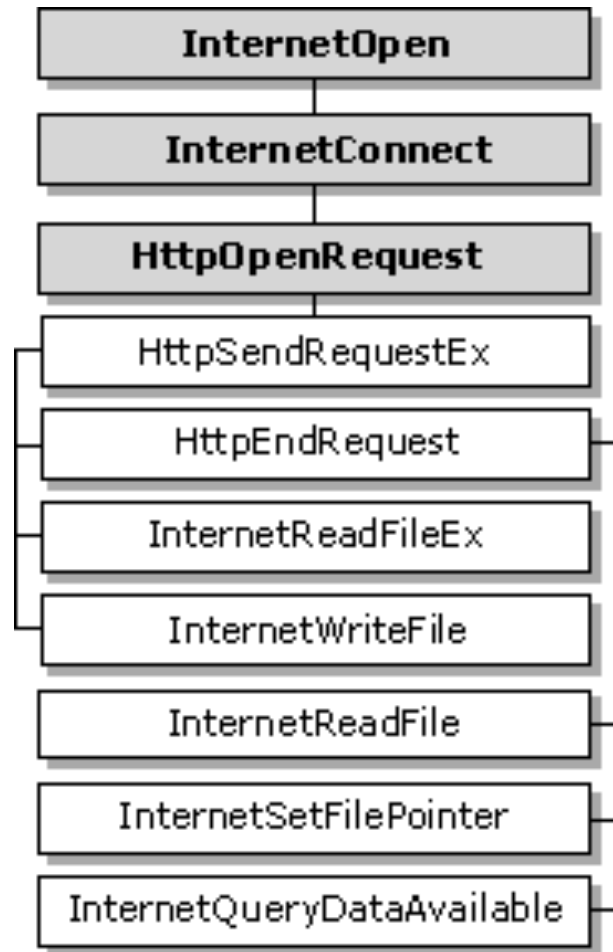 InternetOpen
InternetConnect
HttpOpenRequest
HttpSendRequestEx
HttpEndRequest
InternetReadFileEx
InternetWriteFile
InternetReadFile
InternetSetFilePointer
InternetQueryDataAvailable